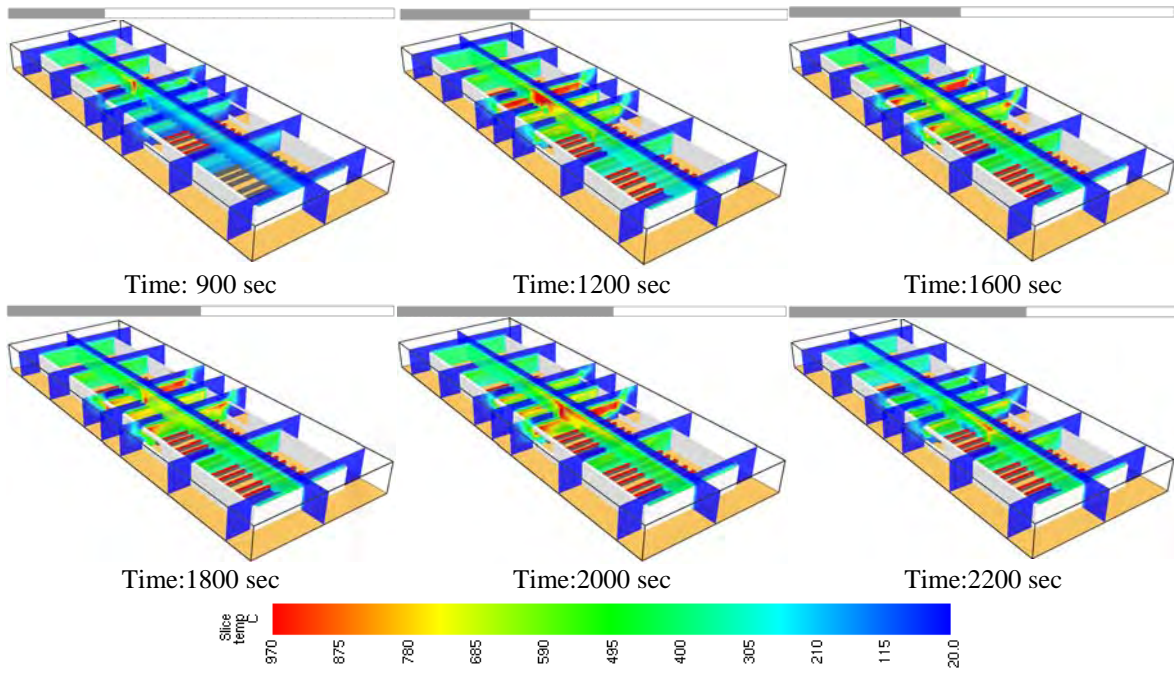 Time: 900 sec
Time:1200 sec
Time:1600 sec
Time:1800 sec
Time:2000 sec
Time:2200 sec
Slice
temp
C
970
875
780
685
590
495
400
305
210
115
20.0